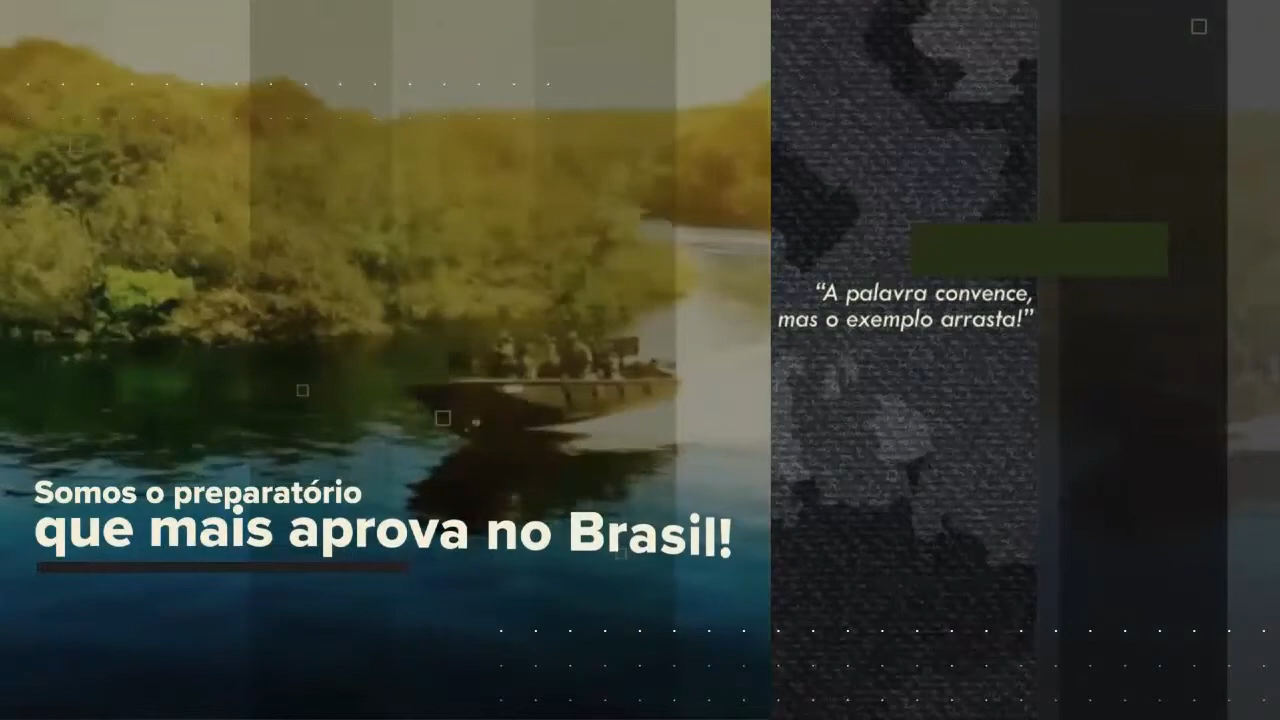 Somos o preparatório
que mais aprova no Brasil!
“A palavra convence,
mas o exemplo arrasta!”